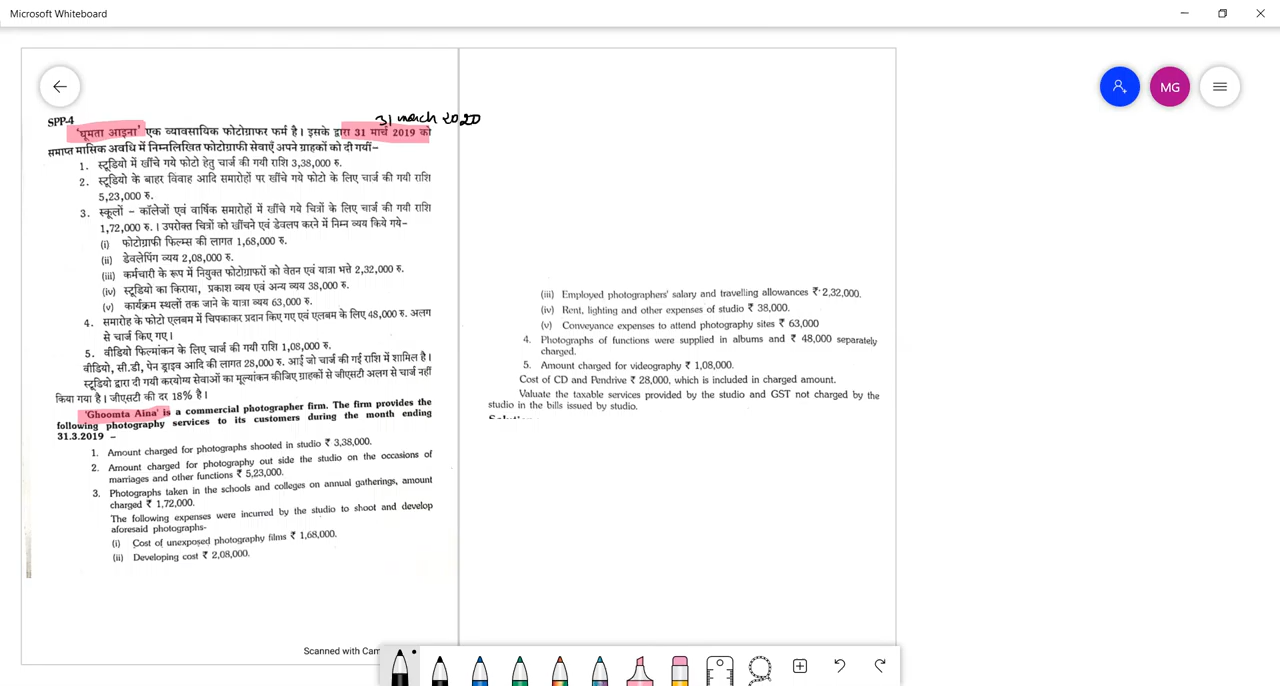 Microsoft Whiteboard
MG
31 march 2020
SPP-4
'घूमता आइना' एक व्यावसायिक फोटोग्राफर फर्म है। इसके द्वारा 31 मार्च 2019 को
समाप्त मासिक अवधि में निम्नलिखित फोटोग्राफी सेवाएँ अपने ग्राहकों को दी गयीं–
1. स्टूडियो में खींचे गये फोटो हेतु चार्ज की गयी राशि 3,38,000 रु.
2. स्टूडियो के बाहर विवाह आदि समारोहों पर खींचे गये फोटो के लिए चार्ज की गयी राशि
5,23,000 रु.
3. स्कूलों - कॉलेजों एवं वार्षिक समारोहों में खींचे गये चित्रों के लिए चार्ज की गयी राशि
1,72,000 रु.। उपरोक्त चित्रों को खींचने एवं डेवलप करने में निम्न व्यय किये गये–
(i) फोटोग्राफी फिल्म्स की लागत 1,68,000 रु.
(ii) डेवलेपिंग व्यय 2,08,000 रु.
(iii) कर्मचारी के रूप में नियुक्त फोटोग्राफरों को वेतन एवं यात्रा भत्ते 2,32,000 रु.
(iv) स्टूडियो का किराया, प्रकाश व्यय एवं अन्य व्यय 38,000 रु.
(v) कार्यक्रम स्थलों तक जाने के यात्रा व्यय 63,000 रु.
4. समारोह के फोटो एलबम में चिपकाकर प्रदान किए गए एवं एलबम के लिए 48,000 रु. अलग
से चार्ज किए गए।
5. वीडियो फिल्मांकन के लिए चार्ज की गयी राशि 1,08,000 रु.
वीडियो, सी.डी, पेन ड्राइव आदि की लागत 28,000 रु. आई जो चार्ज की गई राशि में शामिल है।
स्टूडियो द्वारा दी गयी करयोग्य सेवाओं का मूल्यांकन कीजिए ग्राहकों से जीएसटी अलग से चार्ज नहीं
किया गया है। जीएसटी की दर 18% है।
'Ghoomta Aina' is a commercial photographer firm. The firm provides the
following photography services to its customers during the month ending
31.3.2019 –
1. Amount charged for photographs shooted in studio ₹ 3,38,000.
2. Amount charged for photography out side the studio on the occasions of
marriages and other functions ₹ 5,23,000.
3. Photographs taken in the schools and colleges on annual gatherings, amount
charged ₹ 1,72,000.
The following expenses were incurred by the studio to shoot and develop
aforesaid photographs-
(i) Cost of unexposed photography films ₹ 1,68,000.
(ii) Developing cost ₹ 2,08,000.
Scanned with Cam
(iii) Employed photographers' salary and travelling allowances ₹ 2,32,000.
(iv) Rent, lighting and other expenses of studio ₹ 38,000.
(v) Conveyance expenses to attend photography sites ₹ 63,000
4. Photographs of functions were supplied in albums and ₹ 48,000 separately
charged.
5. Amount charged for videography ₹ 1,08,000.
Cost of CD and Pendrive ₹ 28,000, which is included in charged amount.
Valuate the taxable services provided by the studio and GST not charged by the
studio in the bills issued by studio.